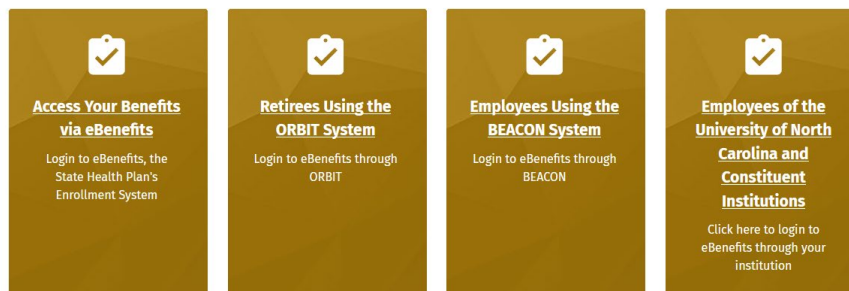 Access Your Benefits
via eBenefits
Login to eBenefits, the
State Health Plan's
Enrollment System
Retirees Using the
ORBIT System
Login to eBenefits through
ORBIT
Employees Using the
BEACON System
Login to eBenefits through
BEACON
Employees of the
University of North
Carolina and
Constituent
Institutions
Click here to login to
eBenefits through your
institution